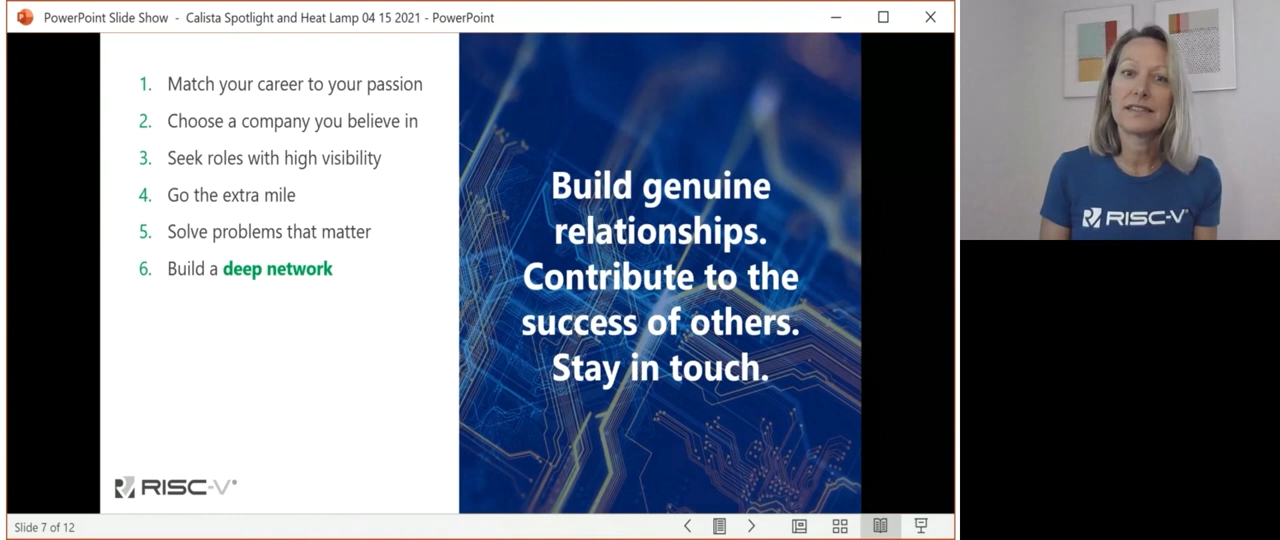 PowerPoint Slide Show - Calista Spotlight and Heat Lamp 04 15 2021 - PowerPoint
1. Match your career to your passion
2. Choose a company you believe in
3. Seek roles with high visibility
4. Go the extra mile
5. Solve problems that matter
6. Build a deep network
Build genuine
relationships.
Contribute to the
success of others.
Stay in touch.
RISC-V®
Slide 7 of 12
RISC-V®